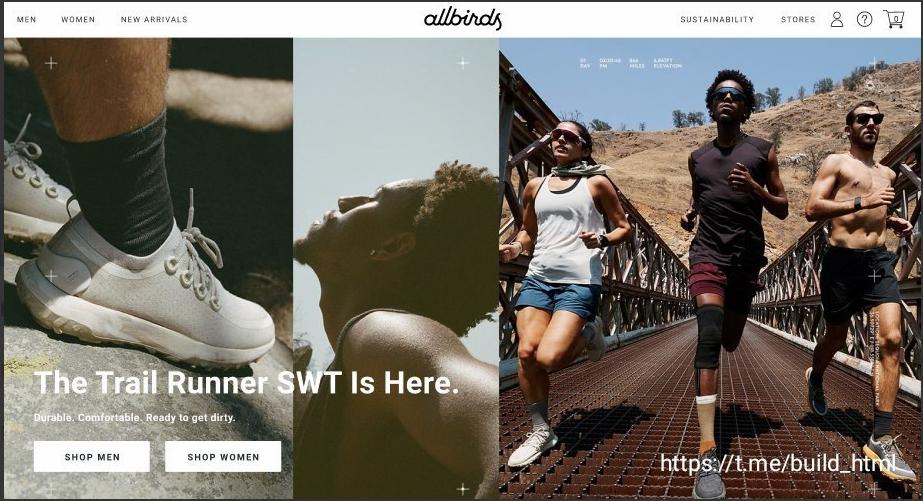 MEN WOMEN NEW ARRIVALS allbirds SUSTAINABILITY STORES ? 0
The Trail Runner SWT Is Here.
Durable. Comfortable. Ready to get dirty.
SHOP MEN SHOP WOMEN
https://t.me/build_html